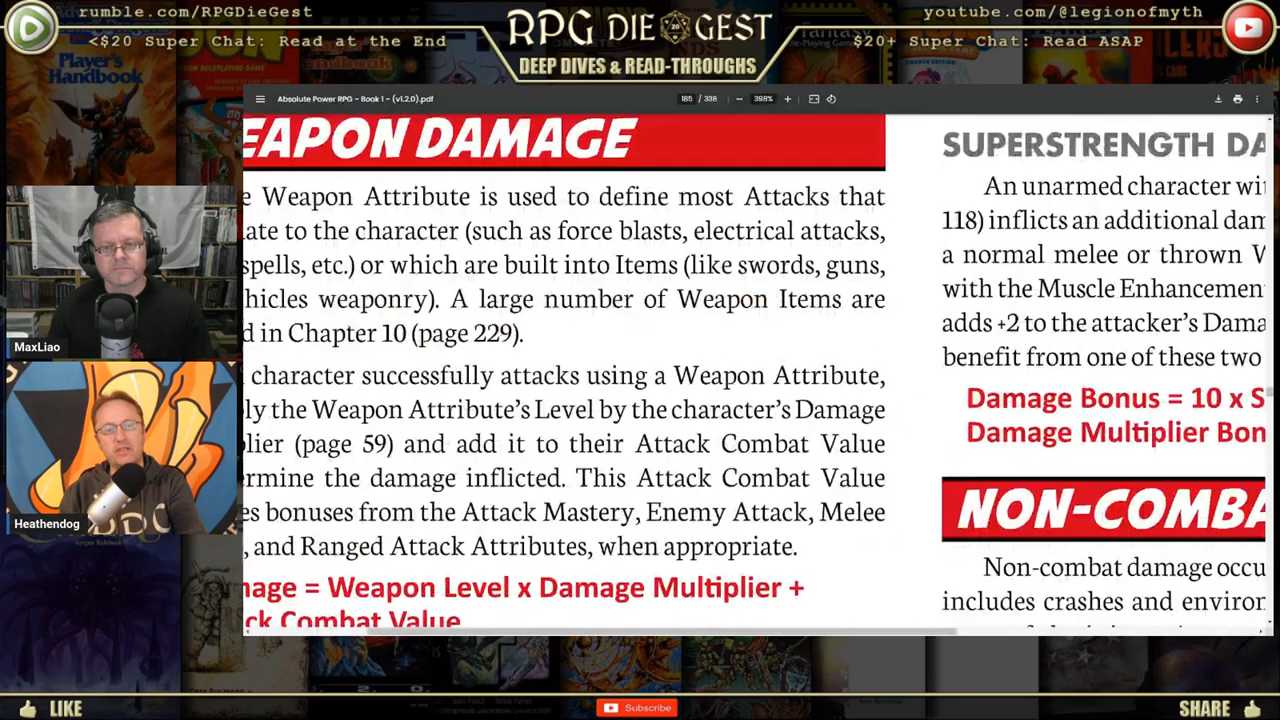 rumble.com/RPGDieGest
<$20 Super Chat: Read at the End
RPG DIE GEST
DEEP DIVES & READ-THROUGHS
youtube.com/@legionofmyth
$20+ Super Chat: Read ASAP
Player's
Handbook
Absolute Power RPG - Book 1 - (v1.2.0).pdf
185 / 338
398%
EAPON DAMAGE
e Weapon Attribute is used to define most Attacks that
ate to the character (such as force blasts, electrical attacks,
spells, etc.) or which are built into Items (like swords, guns,
hicles weaponry). A large number of Weapon Items are
d in Chapter 10 (page 229).
character successfully attacks using a Weapon Attribute,
ly the Weapon Attribute's Level by the character's Damage
plier (page 59) and add it to their Attack Combat Value
ermine the damage inflicted. This Attack Combat Value
es bonuses from the Attack Mastery, Enemy Attack, Melee
, and Ranged Attack Attributes, when appropriate.
mage = Weapon Level x Damage Multiplier +
ck Combat Value
SUPERSTRENGTH DA
An unarmed character wi
118) inflicts an additional dam
a normal melee or thrown W
with the Muscle Enhancemen
adds +2 to the attacker's Dama
benefit from one of these two
Damage Bonus = 10 x S
Damage Multiplier Bon
NON-COMBA
Non-combat damage occu
includes crashes and environ
MaxLiao
Heathendog
LIKE
Subscribe
SHARE